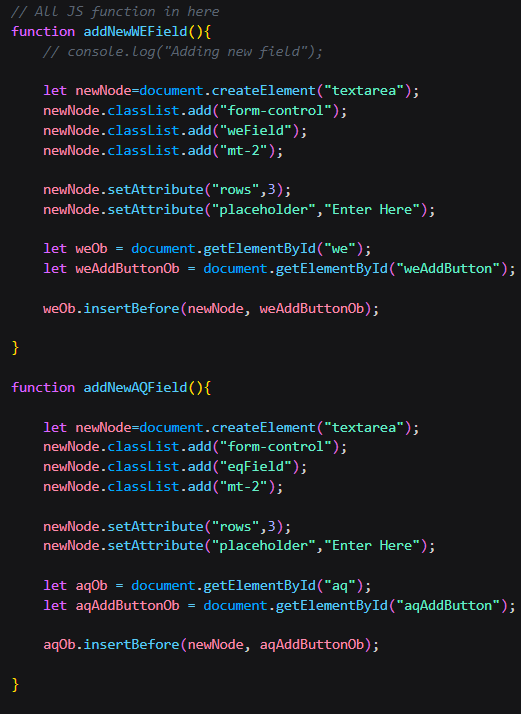 // All JS function in here
function addNewWEField(){
    // console.log("Adding new field");

    let newNode=document.createElement("textarea");
    newNode.classList.add("form-control");
    newNode.classList.add("weField");
    newNode.classList.add("mt-2");

    newNode.setAttribute("rows",3);
    newNode.setAttribute("placeholder","Enter Here");

    let weOb = document.getElementById("we");
    let weAddButtonOb = document.getElementById("weAddButton");

    weOb.insertBefore(newNode, weAddButtonOb);

}

function addNewAQField(){

    let newNode=document.createElement("textarea");
    newNode.classList.add("form-control");
    newNode.classList.add("eqField");
    newNode.classList.add("mt-2");

    newNode.setAttribute("rows",3);
    newNode.setAttribute("placeholder","Enter Here");

    let aqOb = document.getElementById("aq");
    let aqAddButtonOb = document.getElementById("aqAddButton");

    aqOb.insertBefore(newNode, aqAddButtonOb);

}